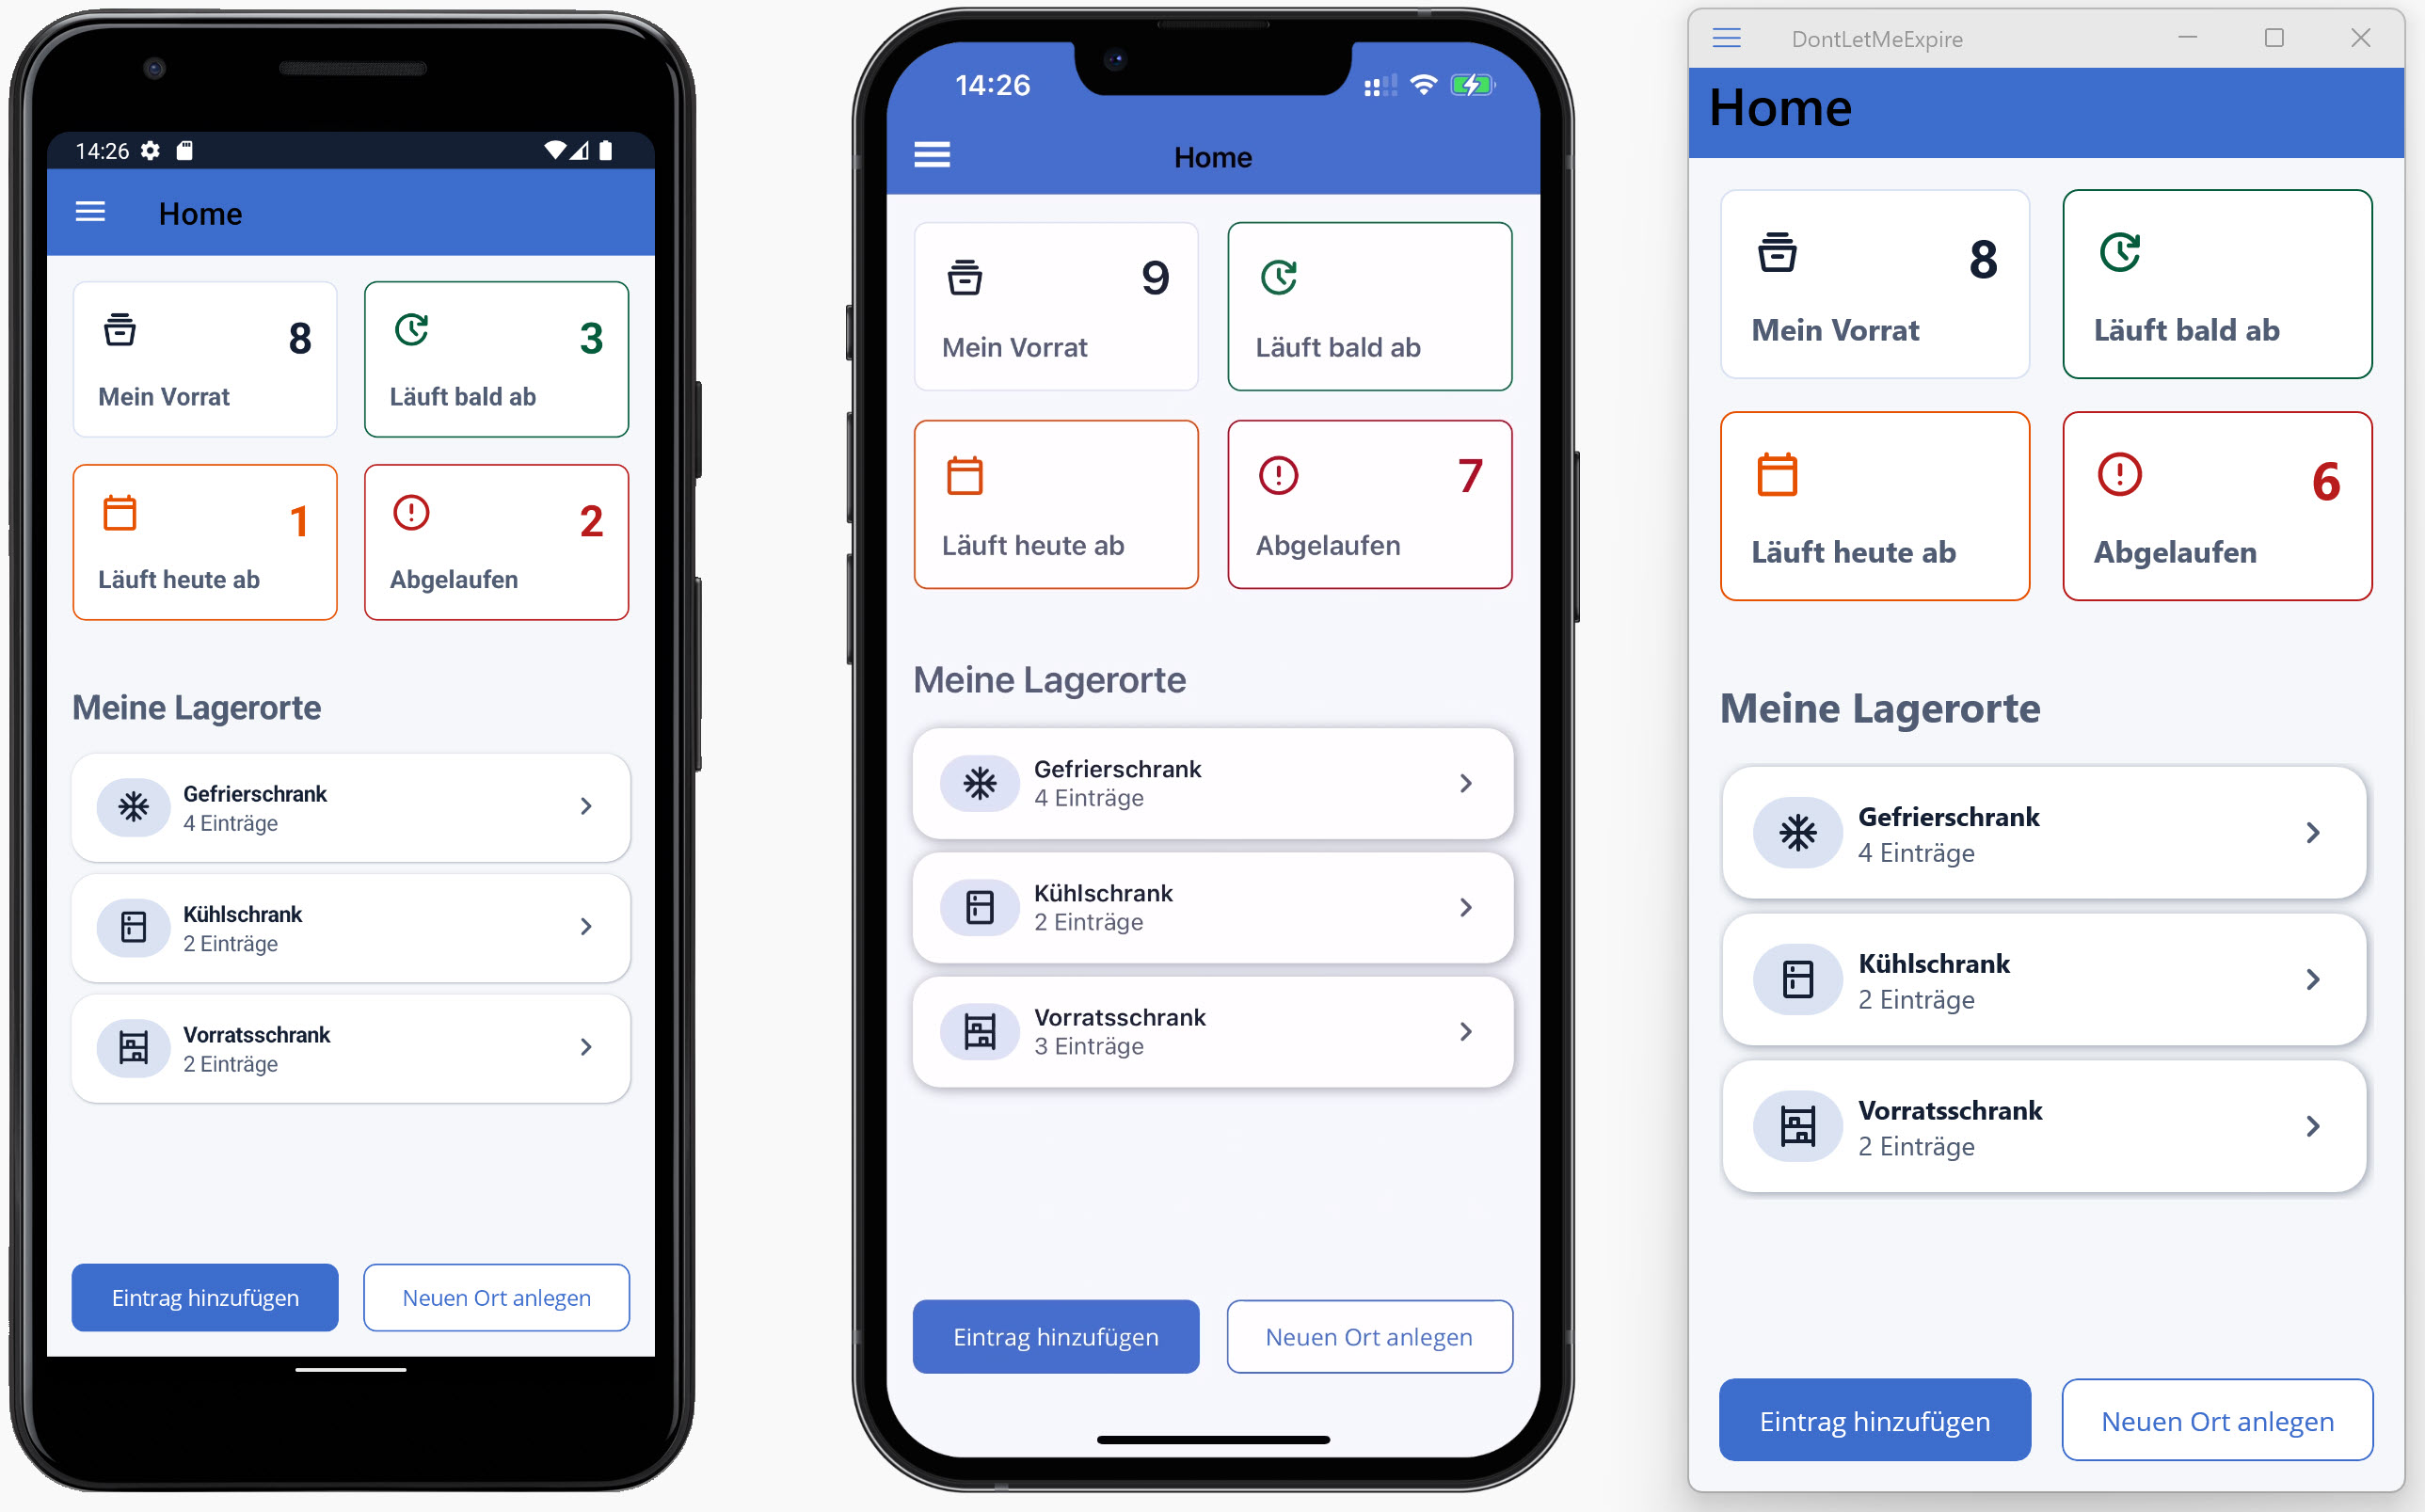 14:26
Home
8
3
Mein Vorrat
Läuft bald ab
1
2
Läuft heute ab
Abgelaufen
Meine Lagerorte
Gefrierschrank
4 Einträge
Kühlschrank
2 Einträge
Vorratsschrank
2 Einträge
Eintrag hinzufügen
Neuen Ort anlegen
14:26
Home
9
Mein Vorrat
Läuft bald ab
7
Läuft heute ab
Abgelaufen
Meine Lagerorte
Gefrierschrank
4 Einträge
Kühlschrank
2 Einträge
Vorratsschrank
3 Einträge
Eintrag hinzufügen
Neuen Ort anlegen
DontLetMeExpire
Home
8
Mein Vorrat
Läuft bald ab
6
Läuft heute ab
Abgelaufen
Meine Lagerorte
Gefrierschrank
4 Einträge
Kühlschrank
2 Einträge
Vorratsschrank
2 Einträge
Eintrag hinzufügen
Neuen Ort anlegen